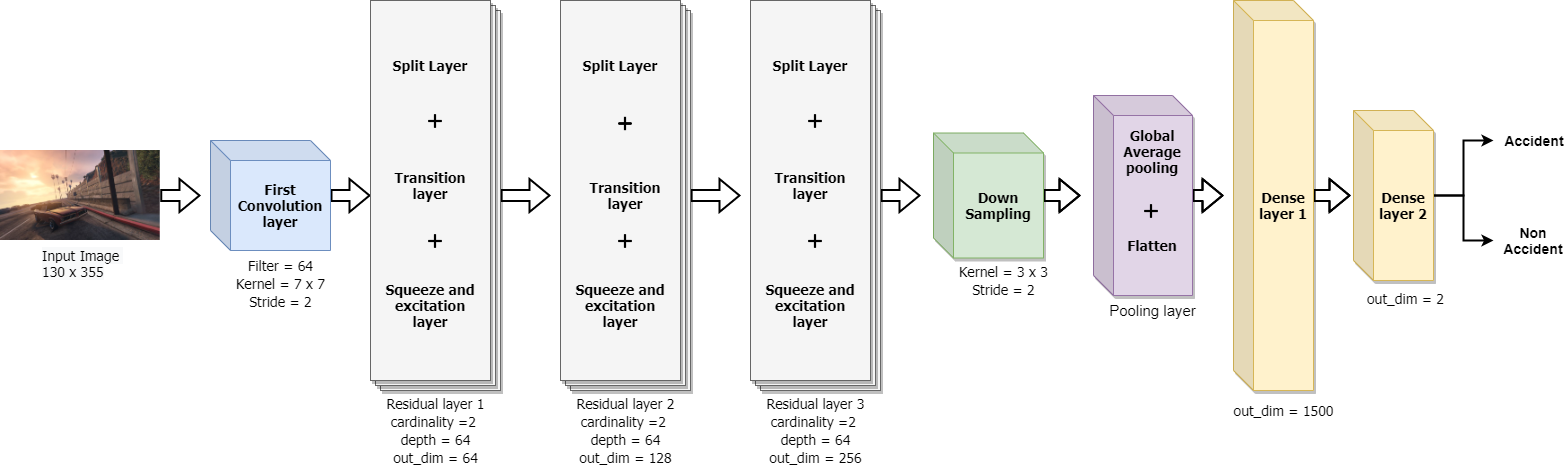 Input Image
130 x 355
First
Convolution
layer
Filter = 64
Kernel = 7 x 7
Stride = 2
Split Layer
+
Transition
layer
+
Squeeze and
excitation
layer
Residual layer 1
cardinality =2
depth = 64
out_dim = 64
Split Layer
+
Transition
layer
+
Squeeze and
excitation
layer
Residual layer 2
cardinality =2
depth = 64
out_dim = 128
Split Layer
+
Transition
layer
+
Squeeze and
excitation
layer
Residual layer 3
cardinality =2
depth = 64
out_dim = 256
Down
Sampling
Kernel = 3 x 3
Stride = 2
Global
Average
pooling
+
Flatten
Pooling layer
Dense
layer 1
out_dim = 1500
Dense
layer 2
out_dim = 2
Accident
Non
Accident